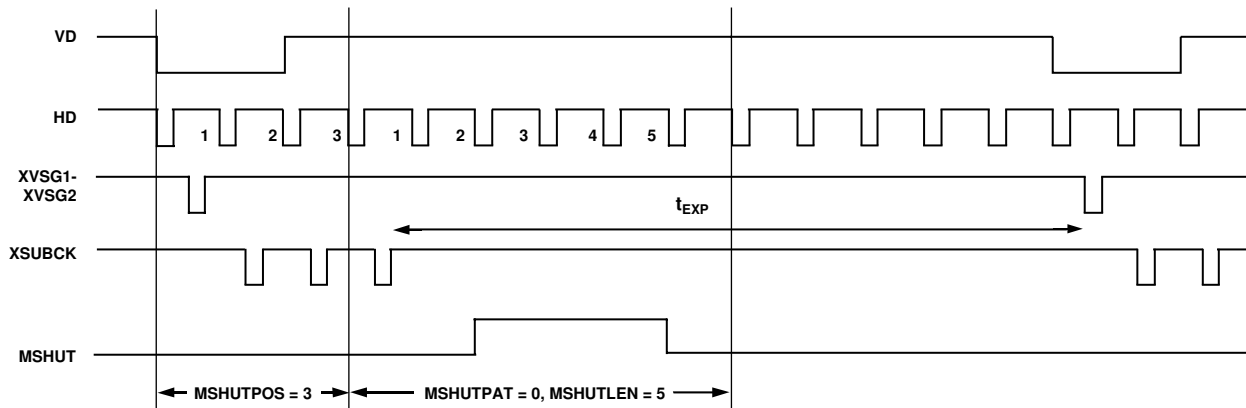 VD
HD
1 2 3 1 2 3 4 5
XVSG1-
XVSG2
tEXP
XSUBCK
MSHUT
MSHUTPOS = 3
MSHUTPAT = 0, MSHUTLEN = 5